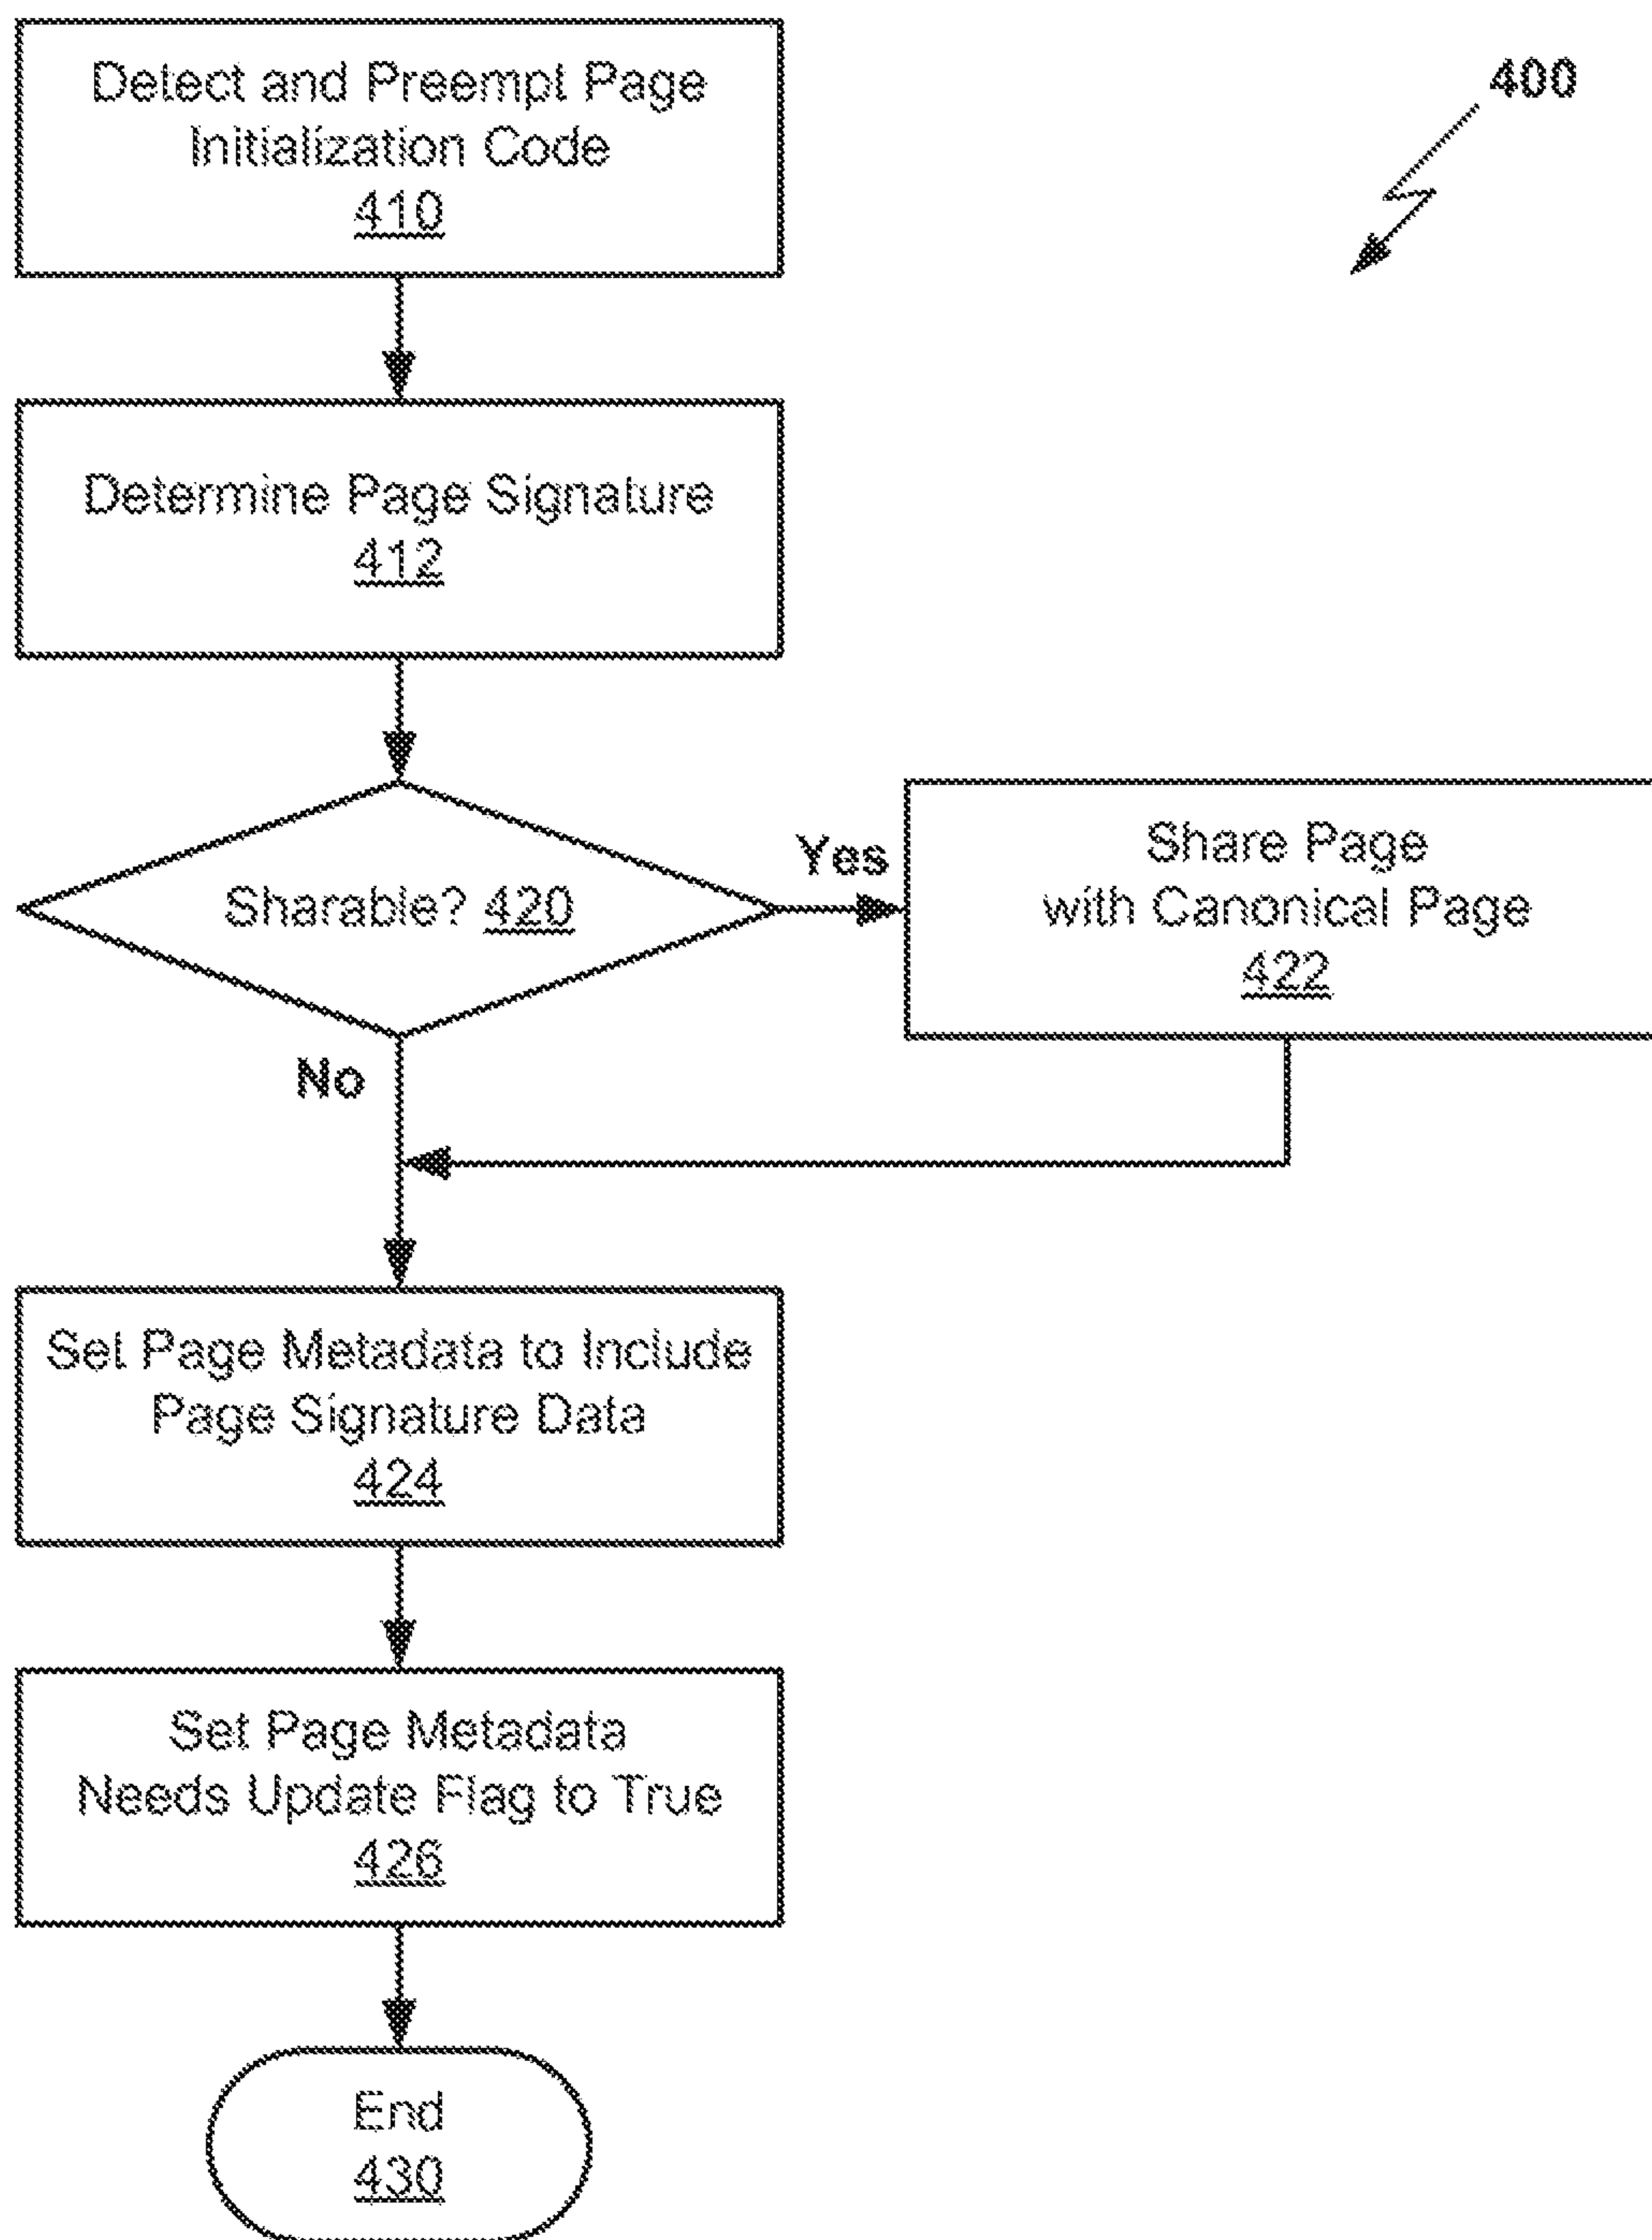 400
Detect and Preempt Page
Initialization Code
410
Determine Page Signature
412
Sharable? 420
Yes
Share Page
with Canonical Page
422
No
Set Page Metadata to Include
Page Signature Data
424
Set Page Metadata
Needs Update Flag to True
426
End
430